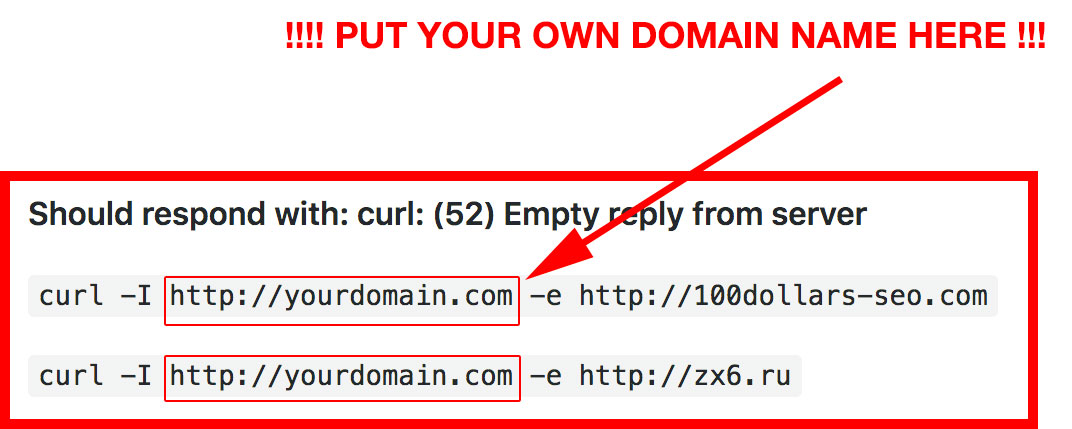 !!!! PUT YOUR OWN DOMAIN NAME HERE !!!
Should respond with: curl: (52) Empty reply from server
curl -I http://yourdomain.com -e http://100dollars-seo.com
curl -I http://yourdomain.com -e http://zx6.ru